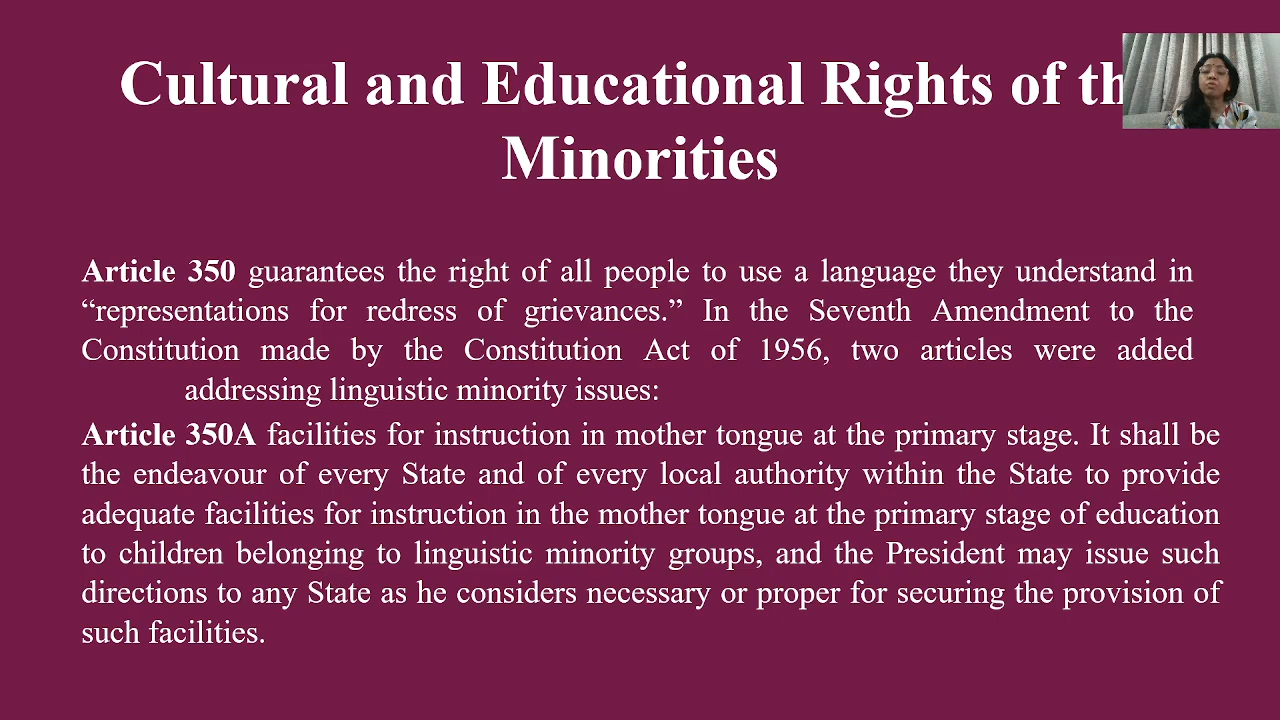 Cultural and Educational Rights of th
Minorities
Article 350 guarantees the right of all people to use a language they understand in
“representations for redress of grievances.” In the Seventh Amendment to the
Constitution made by the Constitution Act of 1956, two articles were added
addressing linguistic minority issues:
Article 350A facilities for instruction in mother tongue at the primary stage. It shall be
the endeavour of every State and of every local authority within the State to provide
adequate facilities for instruction in the mother tongue at the primary stage of education
to children belonging to linguistic minority groups, and the President may issue such
directions to any State as he considers necessary or proper for securing the provision of
such facilities.